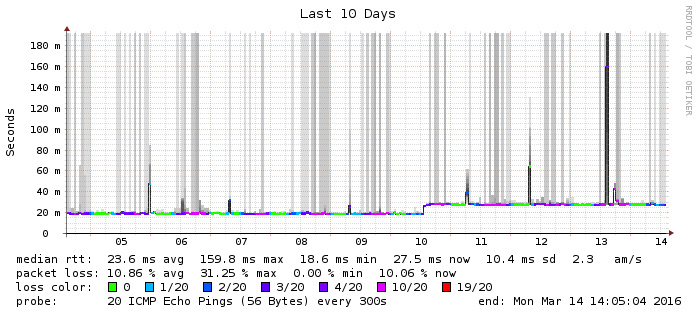 Last 10 Days
RRDTOOL / TOBI OETIKER
Seconds
180 m
160 m
140 m
120 m
100 m
80 m
60 m
40 m
20 m
0
05 06 07 08 09 10 11 12 13 14
median rtt: 23.6 ms avg 159.8 ms max 18.6 ms min 27.5 ms now 10.4 ms sd 2.3 am/s
packet loss: 10.86 % avg 31.25 % max 0.00 % min 10.06 % now
loss color: 0 1/20 2/20 3/20 4/20 10/20 19/20
probe: 20 ICMP Echo Pings (56 Bytes) every 300s end: Mon Mar 14 14:05:04 2016